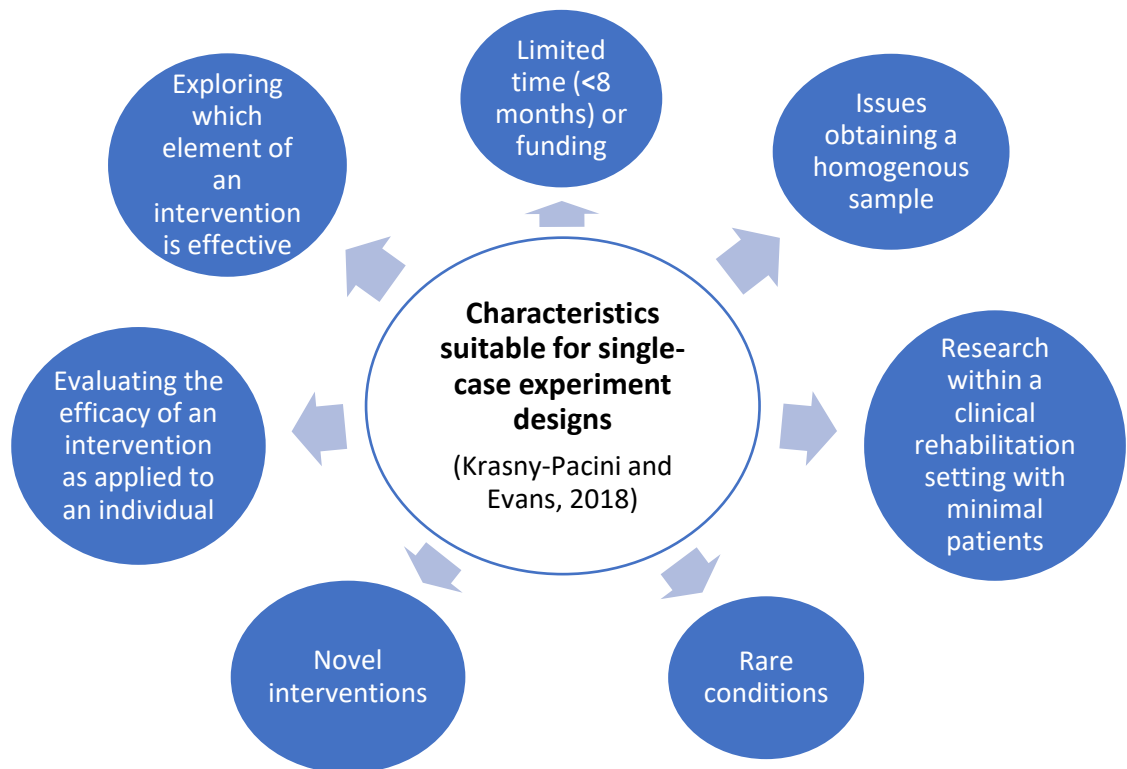 Limited
time (<8
months) or
funding
Issues
obtaining a
homogenous
sample
Research
within a
clinical
rehabilitation
setting with
minimal
patients
Rare
conditions
Novel
interventions
Evaluating the
efficacy of an
intervention
as applied to
an individual
Exploring
which
element of
an
intervention
is effective
Characteristics
suitable for single-
case experiment
designs
(Krasny-Pacini and
Evans, 2018)